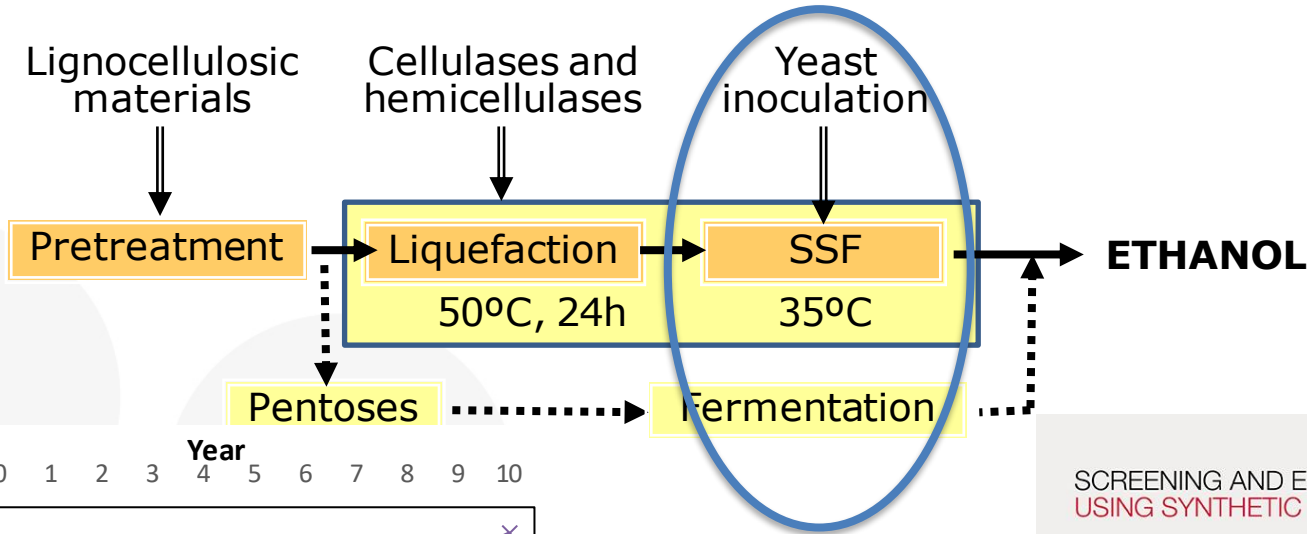 Lignocellulosic
materials
Cellulases and
hemicellulases
Yeast
inoculation
Pretreatment
Liquefaction
SSF
ETHANOL
50ºC, 24h
35ºC
Pentoses
Fermentation
Year
0 1 2 3 4 5 6 7 8 9 10
SCREENING AND E
USING SYNTHETIC